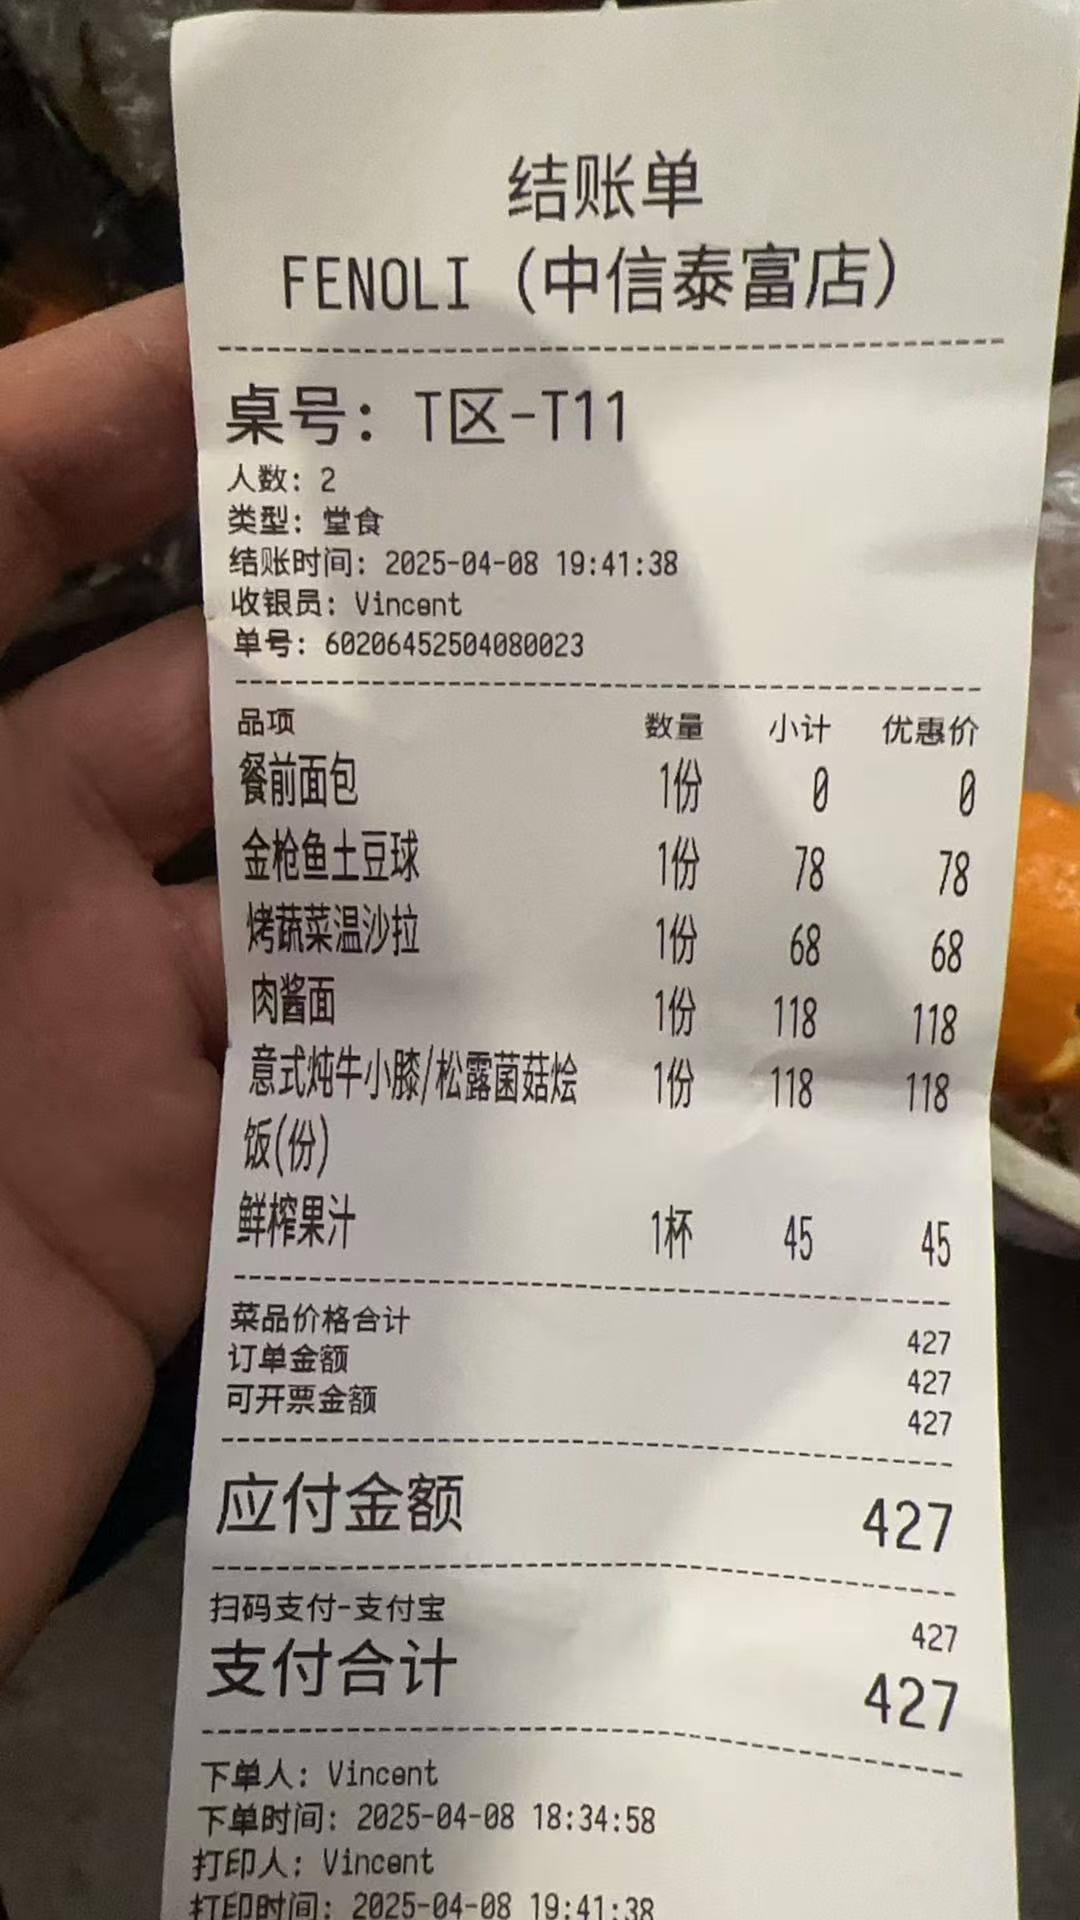 结账单
FENOLI（中信泰富店）
桌号：T区-T11
人数：2
类型：堂食
结账时间：2025-04-08 19:41:38
收银员：Vincent
单号：60206452504080023
品项 数量 小计 优惠价
餐前面包 1份 0 0
金枪鱼土豆球 1份 78 78
烤蔬菜温沙拉 1份 68 68
肉酱面 1份 118 118
意式炖牛小膝/松露菌菇烩 1份 118 118
饭(份)
鲜榨果汁 1杯 45 45
菜品价格合计 427
订单金额 427
可开票金额 427
应付金额 427
扫码支付-支付宝 427
支付合计 427
下单人：Vincent
下单时间：2025-04-08 18:34:58
打印人：Vincent
打印时间：2025-04-08 19:41:38